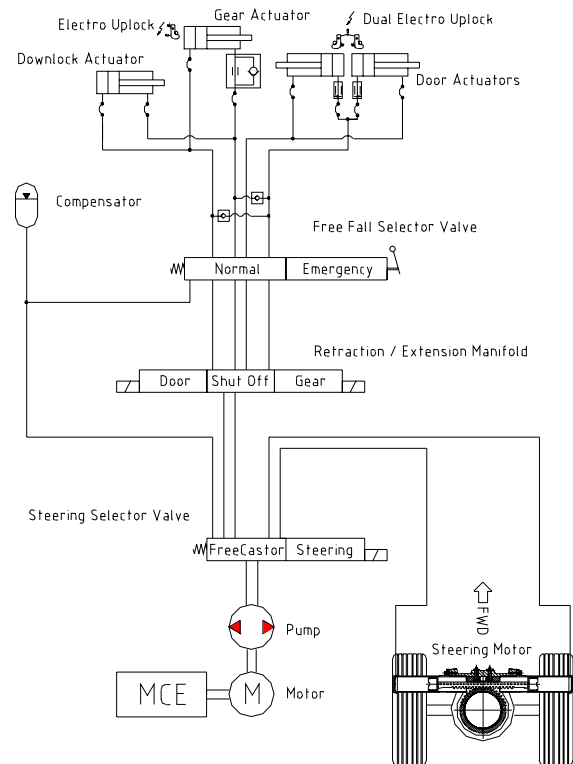 Gear Actuator
Electro Uplock
Dual Electro Uplock
Downlock Actuator
Door Actuators
Compensator
Free Fall Selector Valve
Normal
Emergency
Retraction / Extension Manifold
Door
Shut Off
Gear
Steering Selector Valve
FreeCastor
Steering
FWD
Pump
Steering Motor
MCE
M
Motor